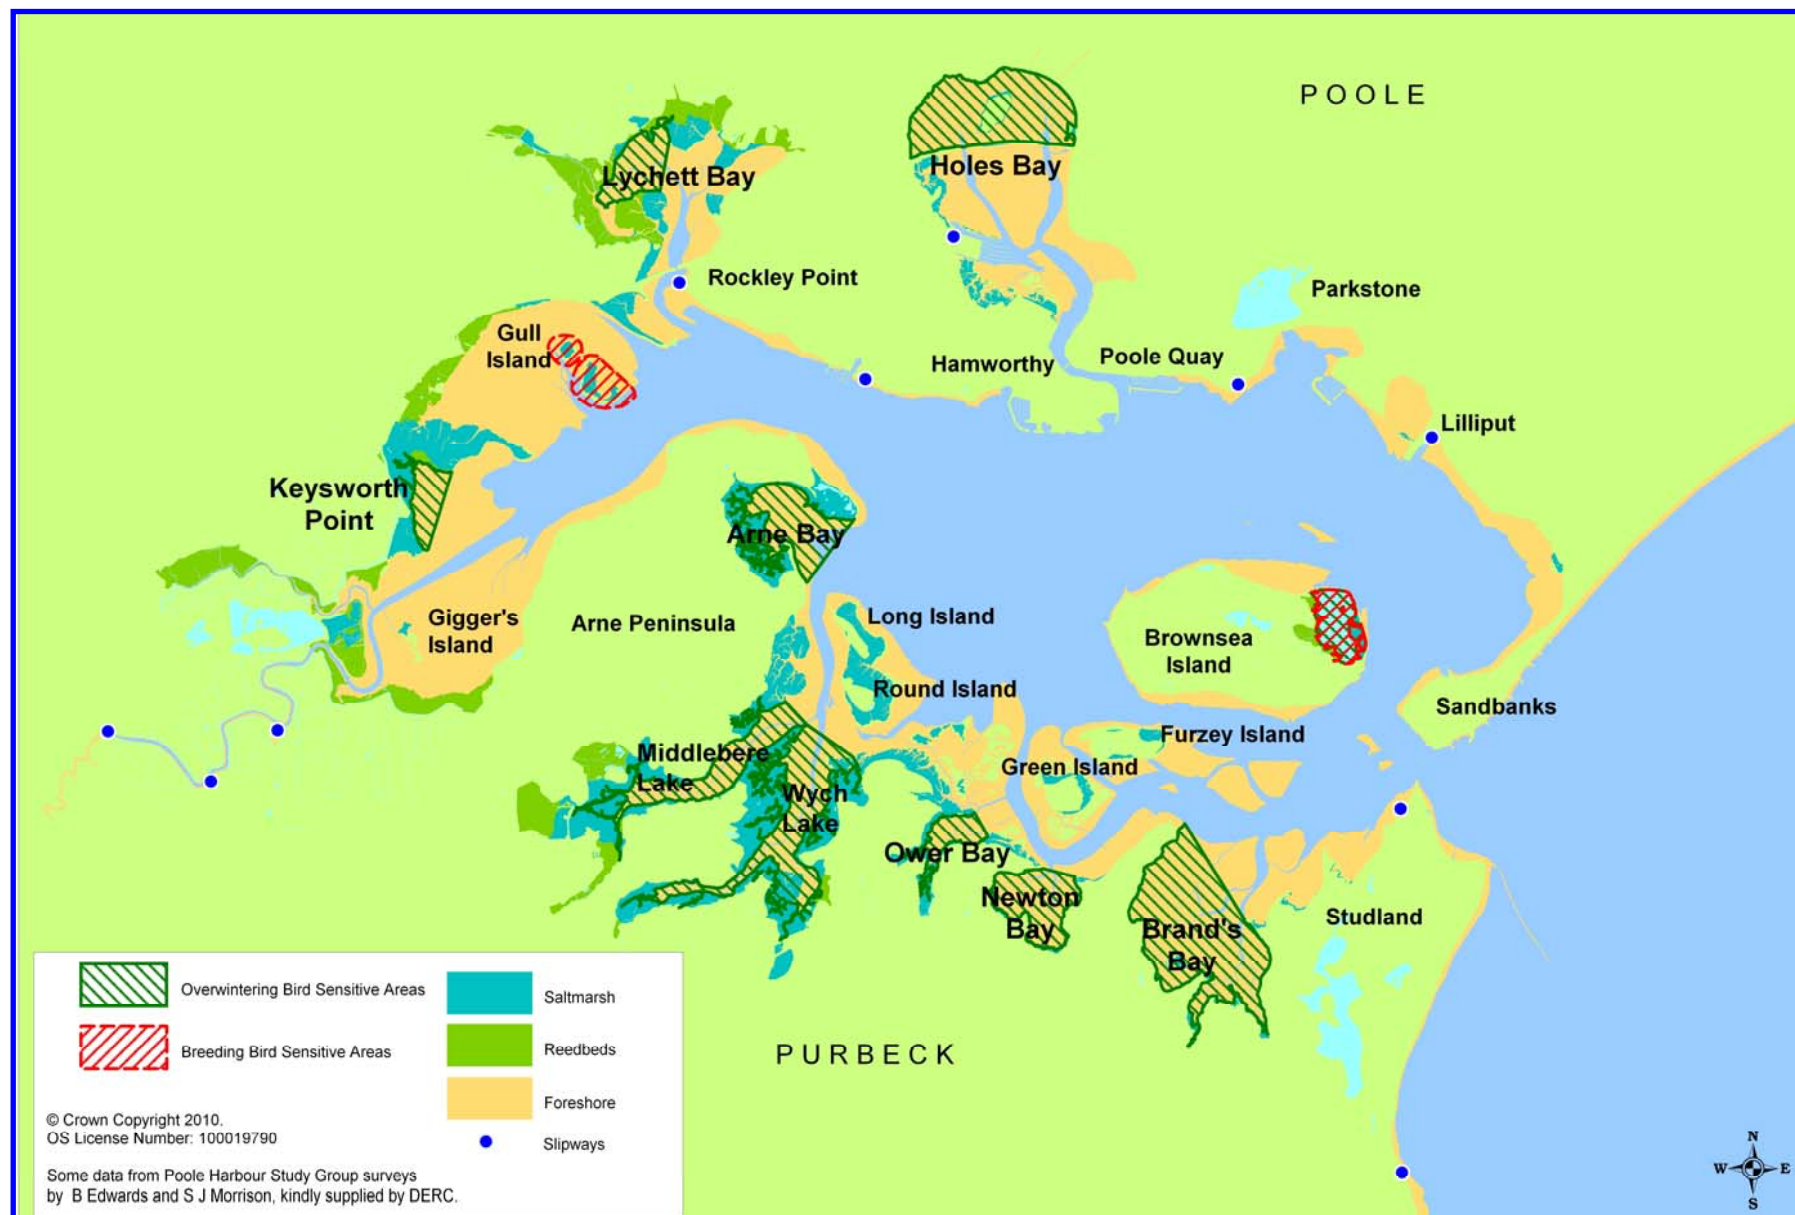 POOLE
Lychett Bay
Holes Bay
Rockley Point
Parkstone
Gull
Island
Hamworthy
Poole Quay
Lilliput
Keysworth
Point
Arne Bay
Gigger's
Island
Arne Peninsula
Long Island
Brownsea
Island
Round Island
Sandbanks
Middlebere
Lake
Furzey Island
Green Island
Wych
Lake
Ower Bay
Newton
Bay
Brand's
Bay
Studland
PURBECK
Overwintering Bird Sensitive Areas
Breeding Bird Sensitive Areas
Saltmarsh
Reedbeds
Foreshore
Slipways
© Crown Copyright 2010.
OS License Number: 100019790
Some data from Poole Harbour Study Group surveys
by B Edwards and S J Morrison, kindly supplied by DERC.
N
W E
S